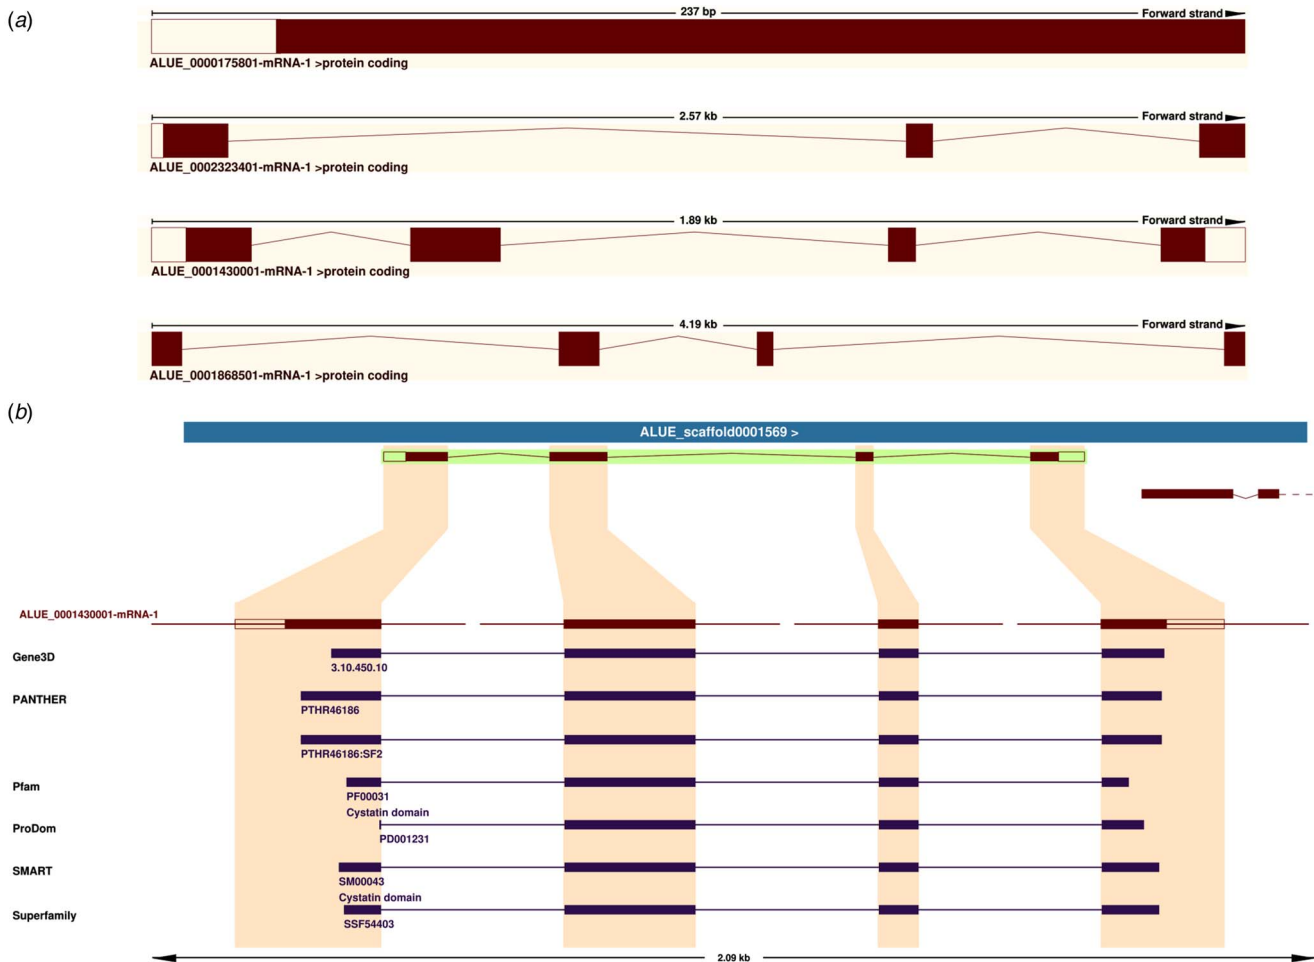 (a)
237 bp
Forward strand
ALUE_0000175801-mRNA-1 >protein coding
2.57 kb
Forward strand
ALUE_0002323401-mRNA-1 >protein coding
1.89 kb
Forward strand
ALUE_0001430001-mRNA-1 >protein coding
4.19 kb
Forward strand
ALUE_0001868501-mRNA-1 >protein coding
(b)
ALUE_scaffold0001569 >
ALUE_0001430001-mRNA-1
Gene3D
3.10.450.10
PANTHER
PTHR46186
PTHR46186:SF2
Pfam
PF00031
Cystatin domain
ProDom
PD001231
SMART
SM00043
Cystatin domain
Superfamily
SSF54403
2.09 kb